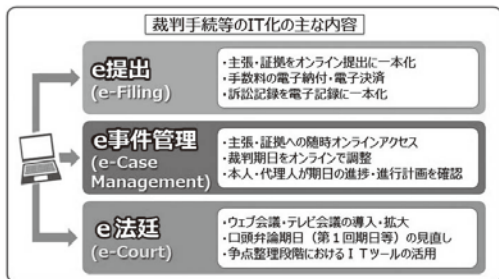 裁判手続等のIT化の主な内容
e提出
(e-Filing)
・主張・証拠をオンライン提出に一本化
・手数料の電子納付・電子決済
・訴訟記録を電子記録に一本化
e事件管理
(e-Case
Management)
・主張・証拠への随時オンラインアクセス
・裁判期日をオンラインで調整
・本人・代理人が期日の進捗・進行計画を確認
e法廷
(e-Court)
・ウェブ会議・テレビ会議の導入・拡大
・口頭弁論期日（第1回期日等）の見直し
・争点整理段階におけるITツールの活用